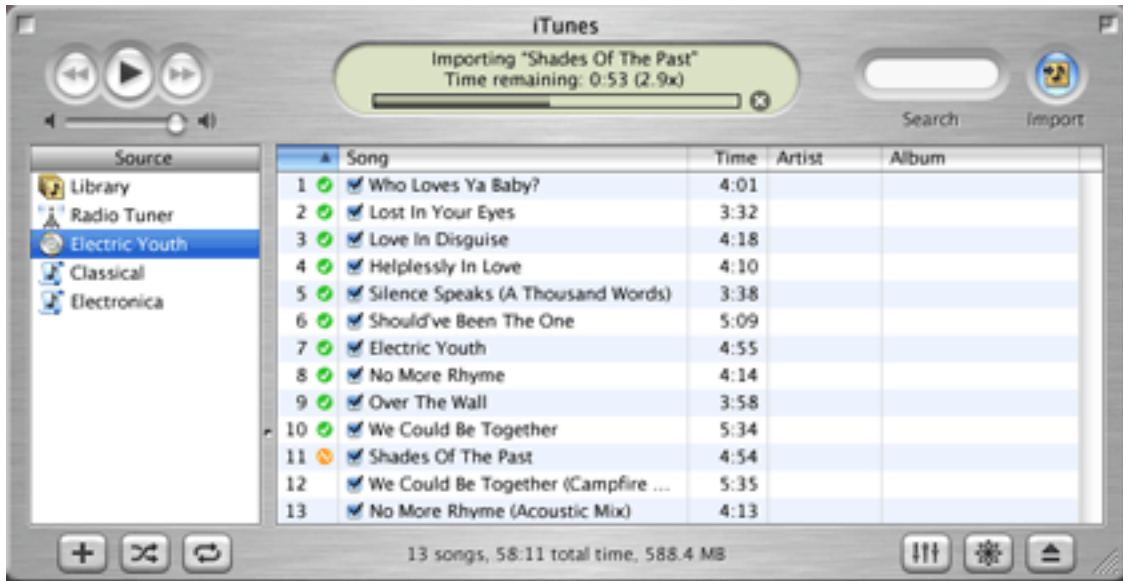 iTunes
Importing "Shades Of The Past"
Time remaining: 0:53 (2.9x)
Search
Import
Source
Library
Radio Tuner
Electric Youth
Classical
Electronica
Song Time Artist Album
1 Who Loves Ya Baby? 4:01
2 Lost In Your Eyes 3:32
3 Love In Disguise 4:18
4 Helplessly In Love 4:10
5 Silence Speaks (A Thousand Words) 3:38
6 Should've Been The One 5:09
7 Electric Youth 4:55
8 No More Rhyme 4:14
9 Over The Wall 3:58
10 We Could Be Together 5:34
11 Shades Of The Past 4:54
12 We Could Be Together (Campfire ... 5:35
13 No More Rhyme (Acoustic Mix) 4:13
13 songs, 58:11 total time, 588.4 MB